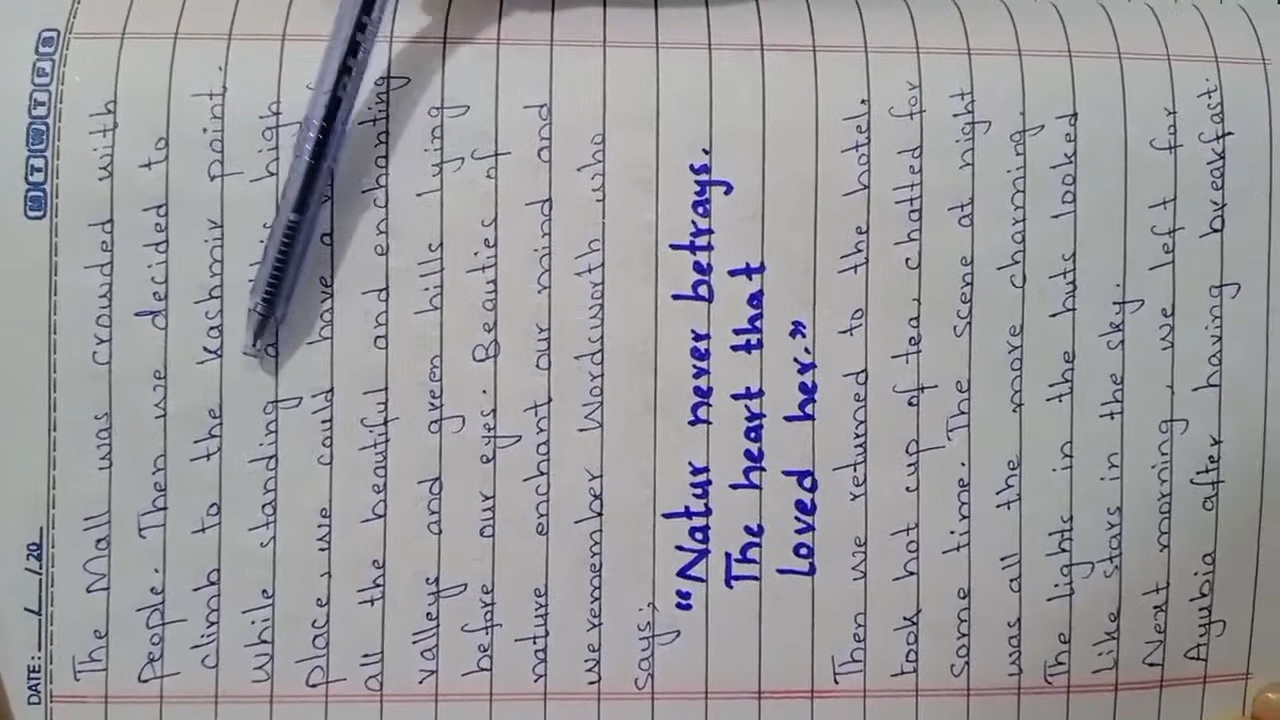 DATE: __/__/20 M T W T F S
The Mall was crowded with
People. Then we decided to
climb to the kashmir point.
While standing high
place, we could have a
all the beautiful and enchanting
valleys and green hills lying
before our eyes. Beauties of
nature enchant our mind and
we remember Wordsworth who
says;
"Natur never betrays.
The heart that
Loved her."
Then we returned to the hotel,
took hot cup of tea, chatted for
some time. The scene at night
was all the more charming.
The lights in the huts looked
Like stars in the sky.
Next morning, we left for
Ayubia after having breakfast.